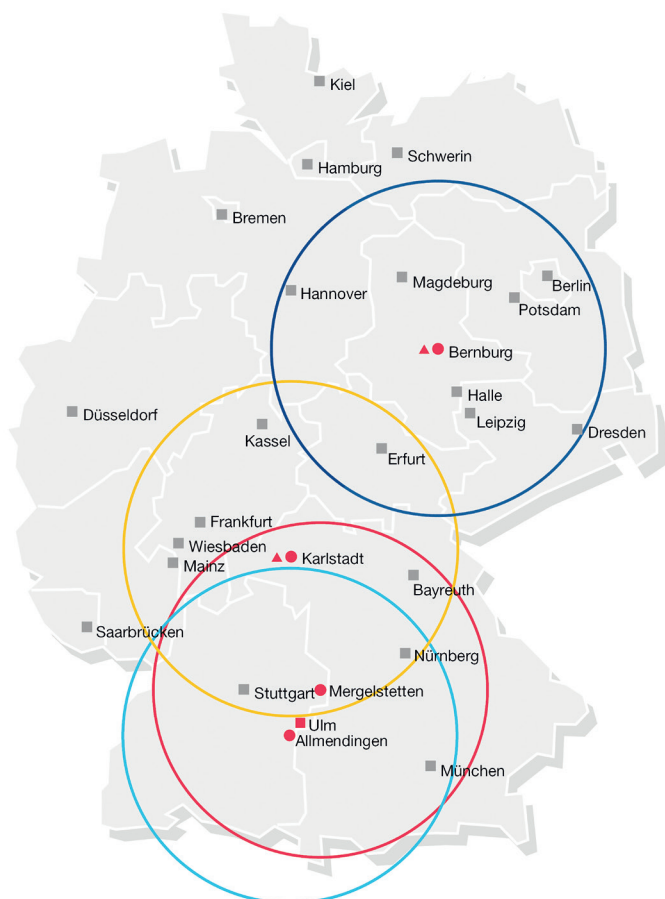 Kiel
Schwerin
Hamburg
Bremen
Berlin
Magdeburg
Hannover
Potsdam
Bernburg
Halle
Düsseldorf
Leipzig
Dresden
Kassel
Erfurt
Frankfurt
Wiesbaden
Karlstadt
Mainz
Bayreuth
Saarbrücken
Nürnberg
Stuttgart
Mergelstetten
Ulm
Allmendingen
München